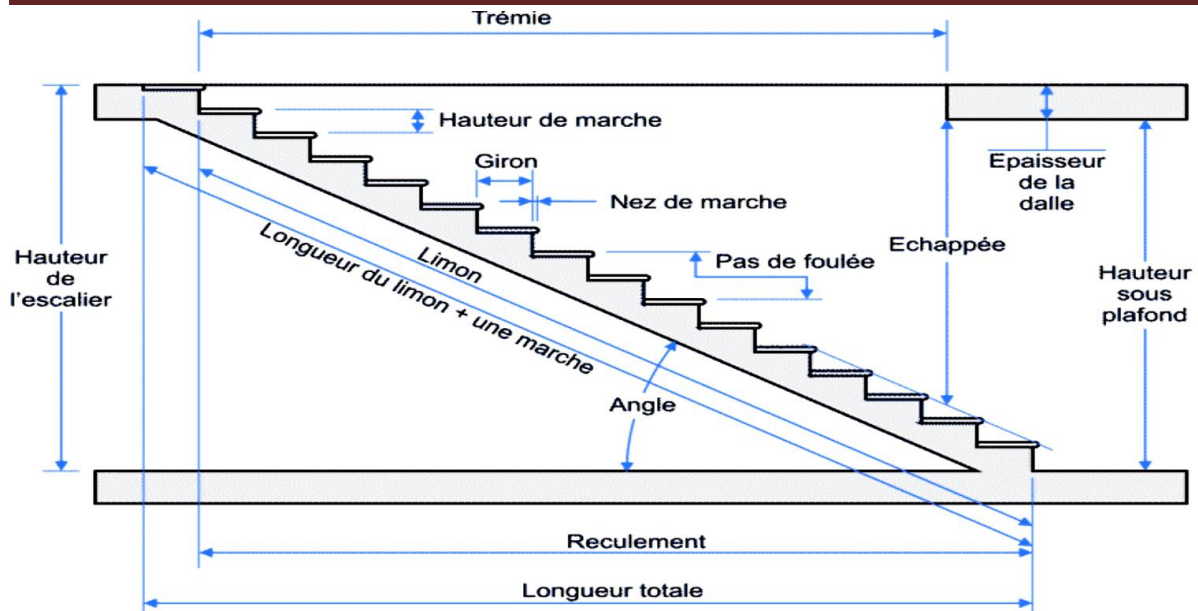 Trémie
Hauteur de marche
Giron
Nez de marche
Epaisseur
de la
dalle
Echappée
Pas de foulée
Hauteur
de
l'escalier
Hauteur
sous
plafond
Limon
Longueur du limon + une marche
Angle
Reculement
Longueur totale